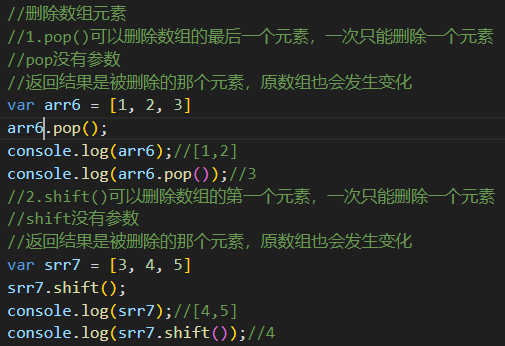 //删除数组元素
//1.pop()可以删除数组的最后一个元素，一次只能删除一个元素
//pop没有参数
//返回结果是被删除的那个元素，原数组也会发生变化
var arr6 = [1, 2, 3]
arr6.pop();
console.log(arr6);//[1,2]
console.log(arr6.pop());//3
//2.shift()可以删除数组的第一个元素，一次只能删除一个元素
//shift没有参数
//返回结果是被删除的那个元素，原数组也会发生变化
var srr7 = [3, 4, 5]
srr7.shift();
console.log(srr7);//[4,5]
console.log(srr7.shift());//4